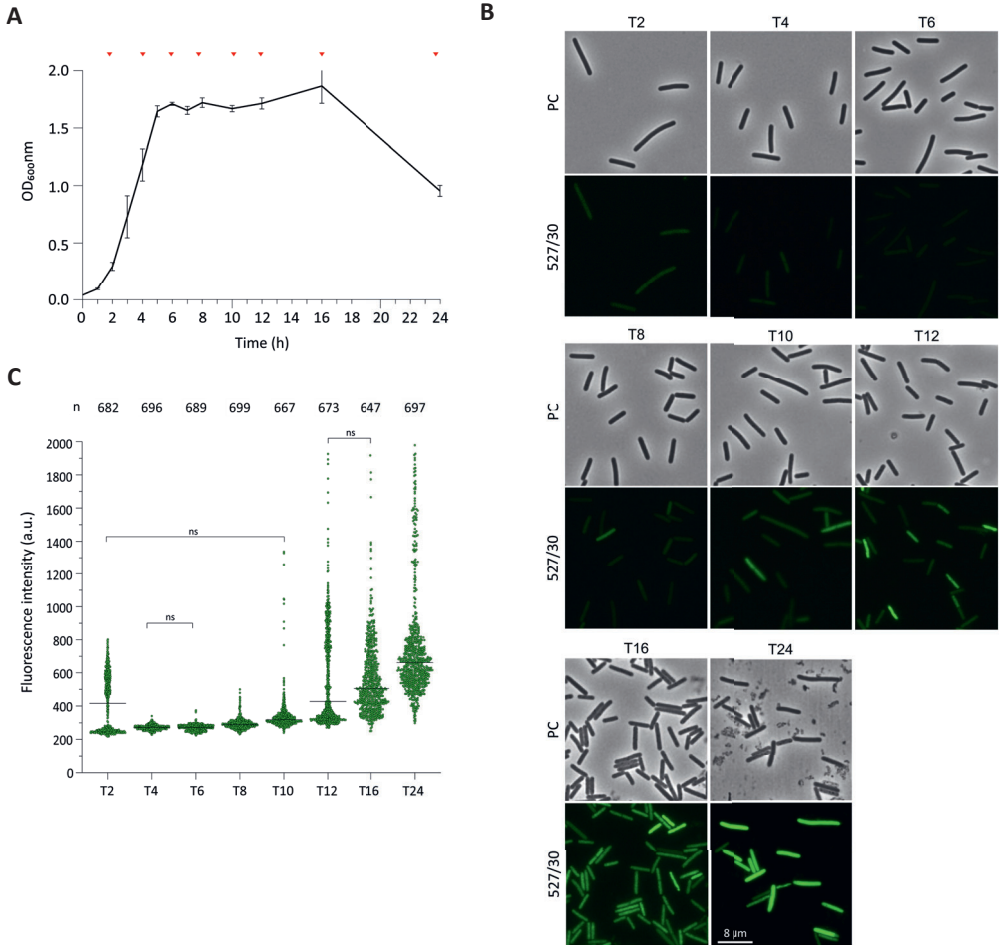 A
2.0
1.5
1.0
0.5
0.0
OD600nm
0 2 4 6 8 10 12 14 16 18 20 22 24
Time (h)
B
T2 T4 T6
PC
527/30
T8 T10 T12
PC
527/30
T16 T24
PC
527/30
8 µm
C
n 682 696 689 699 667 673 647 697
2000
1800
1600
1400
1200
1000
800
600
400
200
0
Fluorescence intensity (a.u.)
ns
ns
ns
T2 T4 T6 T8 T10 T12 T16 T24